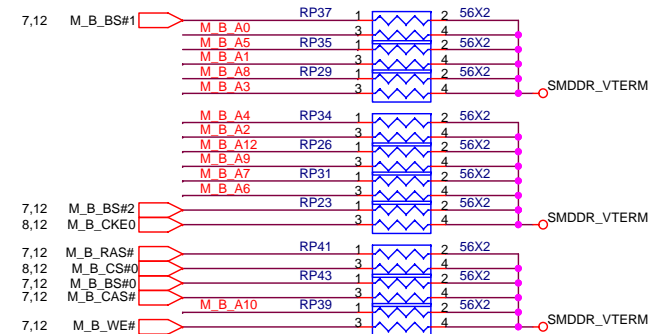 7,12 M_B_BS#1 RP37 1 2 56X2
M_B_A0 3 4
M_B_A5 RP35 1 2 56X2
M_B_A1 3 4
M_B_A8 RP29 1 2 56X2
M_B_A3 3 4 SMDDR_VTERM
M_B_A4 RP34 1 2 56X2
M_B_A2 3 4
M_B_A12 RP26 1 2 56X2
M_B_A9 3 4
M_B_A7 RP31 1 2 56X2
M_B_A6 3 4
7,12 M_B_BS#2 RP23 1 2 56X2
8,12 M_B_CKE0 3 4 SMDDR_VTERM
7,12 M_B_RAS# RP41 1 2 56X2
8,12 M_B_CS#0 3 4
7,12 M_B_BS#0 RP43 1 2 56X2
7,12 M_B_CAS# 3 4
M_B_A10 RP39 1 2 56X2
7,12 M_B_WE# 3 4 SMDDR_VTERM